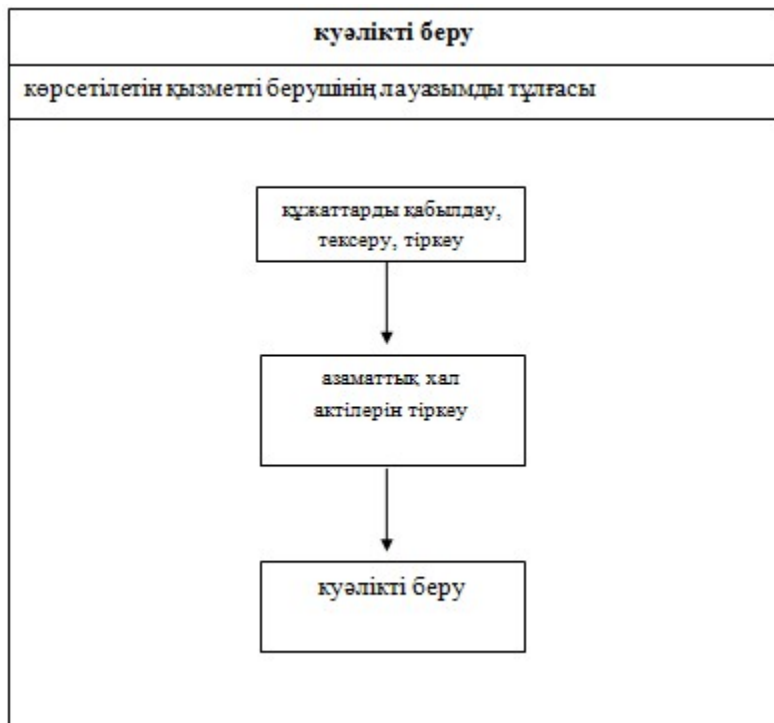 куәлікті беру
көрсетілетін қызметті берушінің лауазымды тұлғасы
құжаттарды қабылдау,
тексеру, тіркеу
азаматтық хал
актілерін тіркеу
куәлікті беру